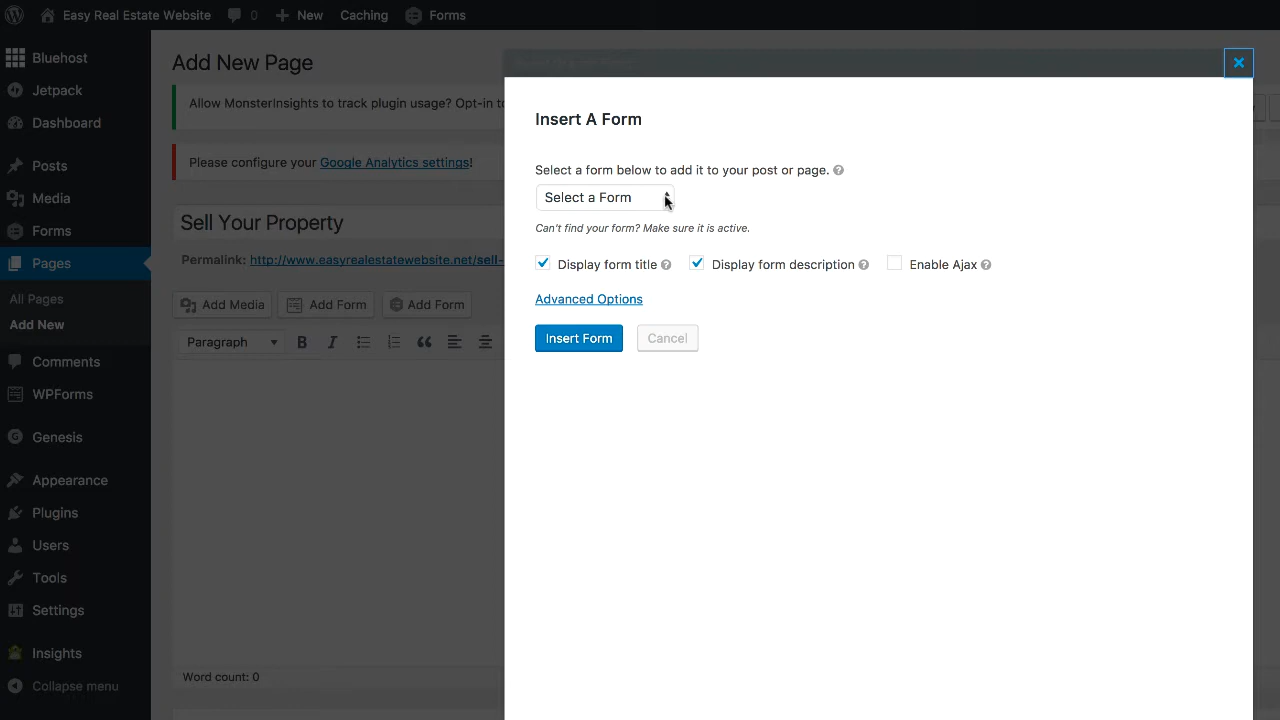 Easy Real Estate Website 0 New Caching Forms
Bluehost
Jetpack
Dashboard
Posts
Media
Forms
Pages
All Pages
Add New
Comments
WPForms
Genesis
Appearance
Plugins
Users
Tools
Settings
Insights
Collapse menu
Add New Page
Allow MonsterInsights to track plugin usage? Opt-in to
Please configure your Google Analytics settings!
Sell Your Property
Permalink: http://www.easyrealestatewebsite.net/sell-
Add Media Add Form Add Form
Paragraph
Word count: 0
Insert A Form
Select a form below to add it to your post or page.
Select a Form
Can't find your form? Make sure it is active.
Display form title Display form description Enable Ajax
Advanced Options
Insert Form Cancel